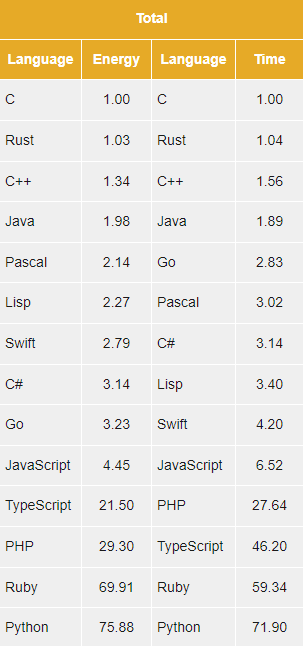 Total
Language Energy Language Time
C 1.00 C 1.00
Rust 1.03 Rust 1.04
C++ 1.34 C++ 1.56
Java 1.98 Java 1.89
Pascal 2.14 Go 2.83
Lisp 2.27 Pascal 3.02
Swift 2.79 C# 3.14
C# 3.14 Lisp 3.40
Go 3.23 Swift 4.20
JavaScript 4.45 JavaScript 6.52
TypeScript 21.50 PHP 27.64
PHP 29.30 TypeScript 46.20
Ruby 69.91 Ruby 59.34
Python 75.88 Python 71.90